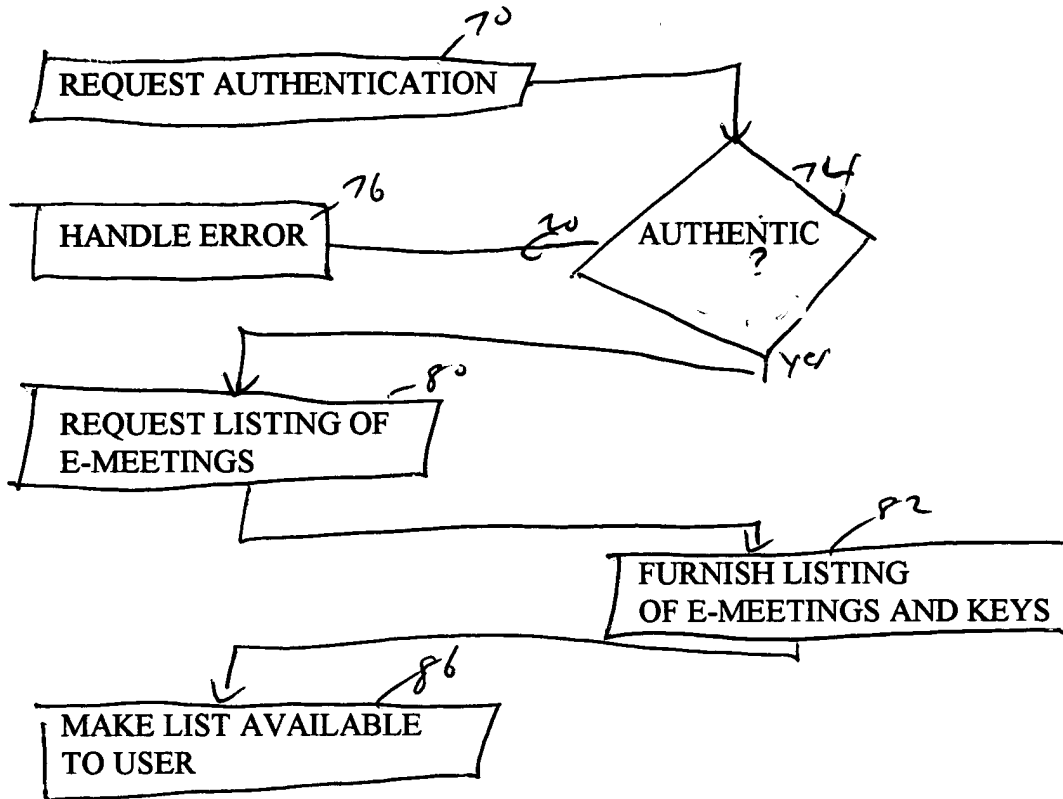 70
REQUEST AUTHENTICATION
74
76
HANDLE ERROR
no
AUTHENTIC
?
yes
80
REQUEST LISTING OF
E-MEETINGS
82
FURNISH LISTING
OF E-MEETINGS AND KEYS
86
MAKE LIST AVAILABLE
TO USER